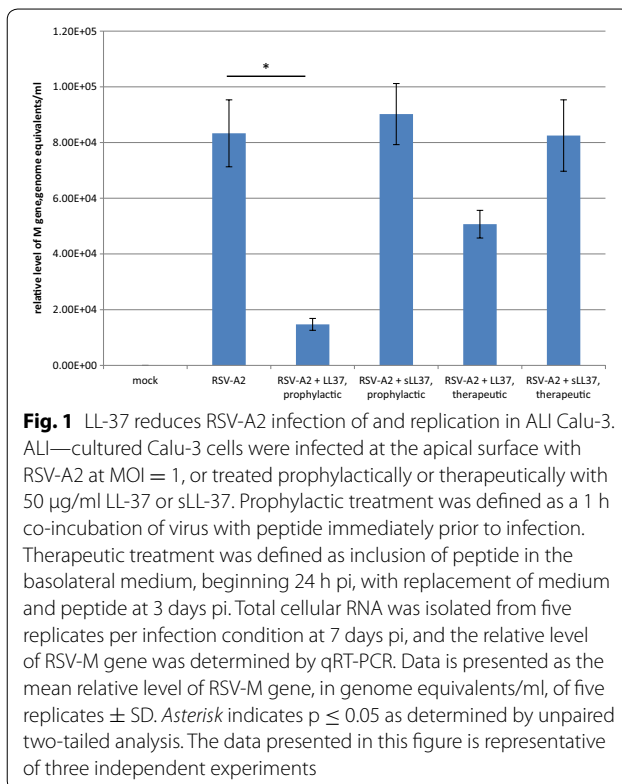 1.20E+05
1.00E+05
8.00E+04
6.00E+04
4.00E+04
2.00E+04
0.00E+00
relative level of M gene,genome equivalents/ml
*
mock
RSV-A2
RSV-A2 + LL37,
prophylactic
RSV-A2 + sLL37,
prophylactic
RSV-A2 + LL37,
therapeutic
RSV-A2 + sLL37,
therapeutic
Fig. 1 LL-37 reduces RSV-A2 infection of and replication in ALI Calu-3.
ALI—cultured Calu-3 cells were infected at the apical surface with
RSV-A2 at MOI = 1, or treated prophylactically or therapeutically with
50 μg/ml LL-37 or sLL-37. Prophylactic treatment was defined as a 1 h
co-incubation of virus with peptide immediately prior to infection.
Therapeutic treatment was defined as inclusion of peptide in the
basolateral medium, beginning 24 h pi, with replacement of medium
and peptide at 3 days pi. Total cellular RNA was isolated from five
replicates per infection condition at 7 days pi, and the relative level
of RSV-M gene was determined by qRT-PCR. Data is presented as the
mean relative level of RSV-M gene, in genome equivalents/ml, of five
replicates ± SD. Asterisk indicates p ≤ 0.05 as determined by unpaired
two-tailed analysis. The data presented in this figure is representative
of three independent experiments